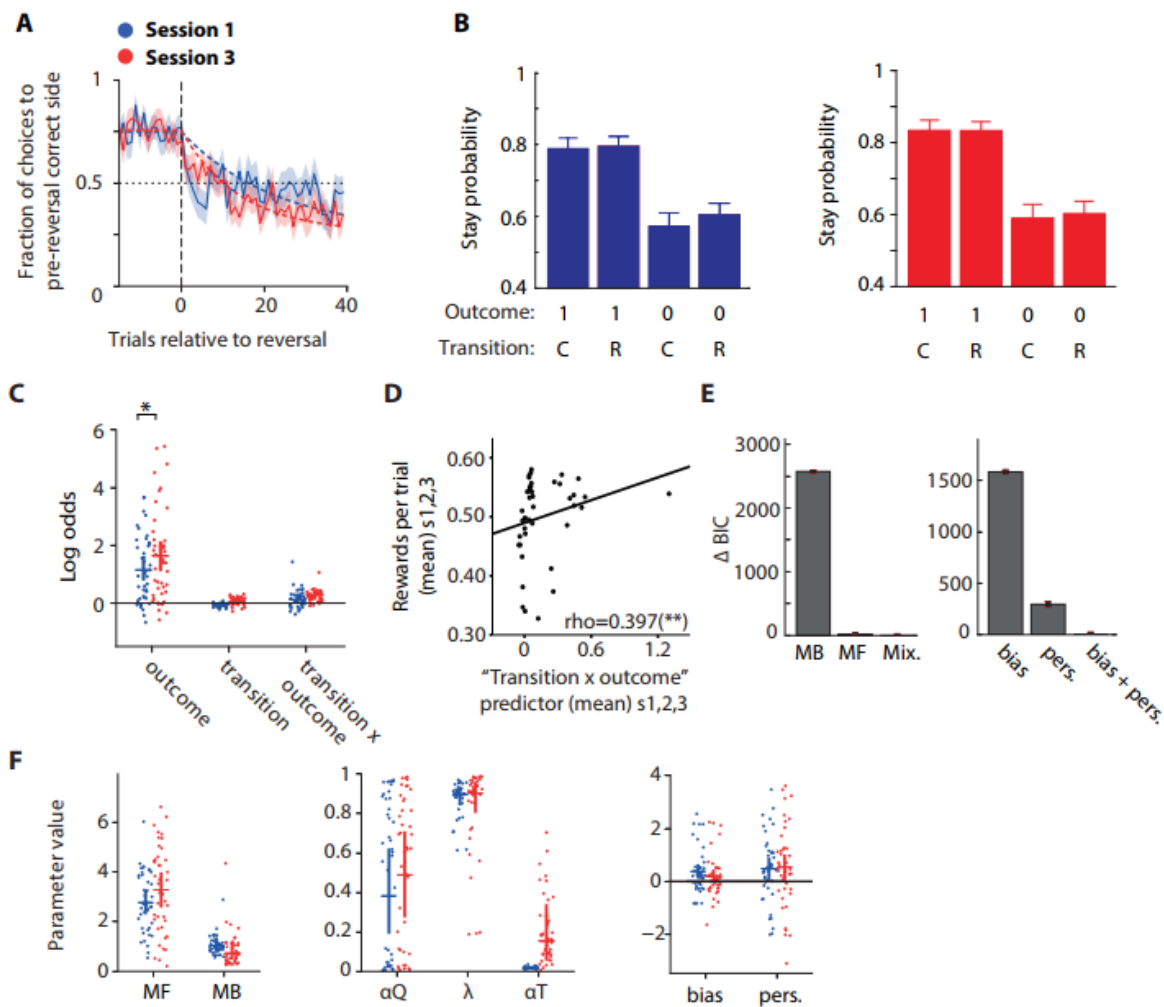 A
Session 1
Session 3
Fraction of choices to
pre-reversal correct side
1
0.5
0
0
20
40
Trials relative to reversal
B
Stay probability
1
0.8
0.6
0.4
Outcome:
1
1
0
0
Transition:
C
R
C
R
Stay probability
1
0.8
0.6
0.4
1
1
0
0
C
R
C
R
C
*
Log odds
6
4
2
0
outcome
transition
transition x
outcome
D
Rewards per trial
(mean) s1,2,3
0.60
0.50
0.40
0.30
rho=0.397(**)
0
0.6
1.2
"Transition x outcome"
predictor (mean) s1,2,3
E
Δ BIC
3000
2000
1000
0
MB
MF
Mix.
1500
1000
500
0
bias
pers.
bias + pers.
F
Parameter value
6
4
2
0
MF
MB
1
0.8
0.6
0.4
0.2
0
αQ
λ
αT
4
2
0
−2
bias
pers.